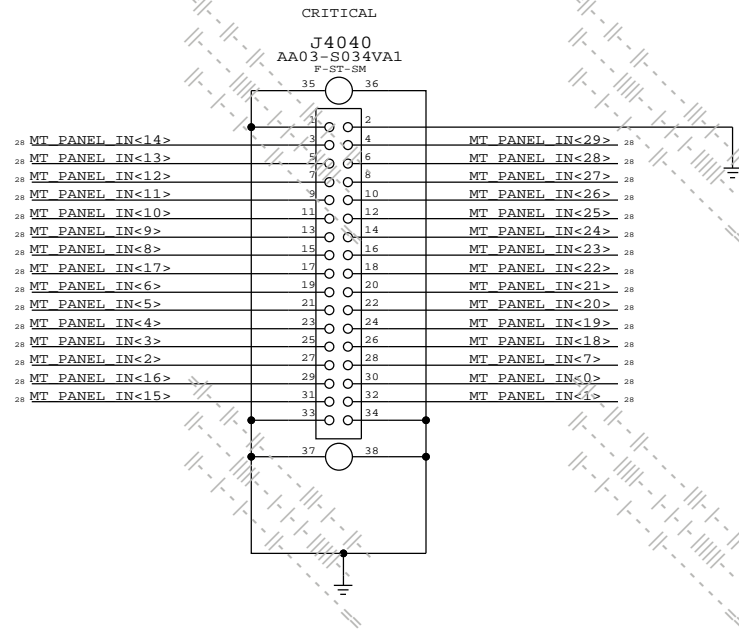 CRITICAL
J4040
AA03-S034VA1
F-ST-SM
35 36
1 2
28 MT_PANEL_IN<14> 3 4 MT_PANEL_IN<29> 28
28 MT_PANEL_IN<13> 5 6 MT_PANEL_IN<28> 28
28 MT_PANEL_IN<12> 7 8 MT_PANEL_IN<27> 28
28 MT_PANEL_IN<11> 9 10 MT_PANEL_IN<26> 28
28 MT_PANEL_IN<10> 11 12 MT_PANEL_IN<25> 28
28 MT_PANEL_IN<9> 13 14 MT_PANEL_IN<24> 28
28 MT_PANEL_IN<8> 15 16 MT_PANEL_IN<23> 28
28 MT_PANEL_IN<17> 17 18 MT_PANEL_IN<22> 28
28 MT_PANEL_IN<6> 19 20 MT_PANEL_IN<21> 28
28 MT_PANEL_IN<5> 21 22 MT_PANEL_IN<20> 28
28 MT_PANEL_IN<4> 23 24 MT_PANEL_IN<19> 28
28 MT_PANEL_IN<3> 25 26 MT_PANEL_IN<18> 28
28 MT_PANEL_IN<2> 27 28 MT_PANEL_IN<7> 28
28 MT_PANEL_IN<16> 29 30 MT_PANEL_IN<0> 28
28 MT_PANEL_IN<15> 31 32 MT_PANEL_IN<1> 28
33 34
37 38